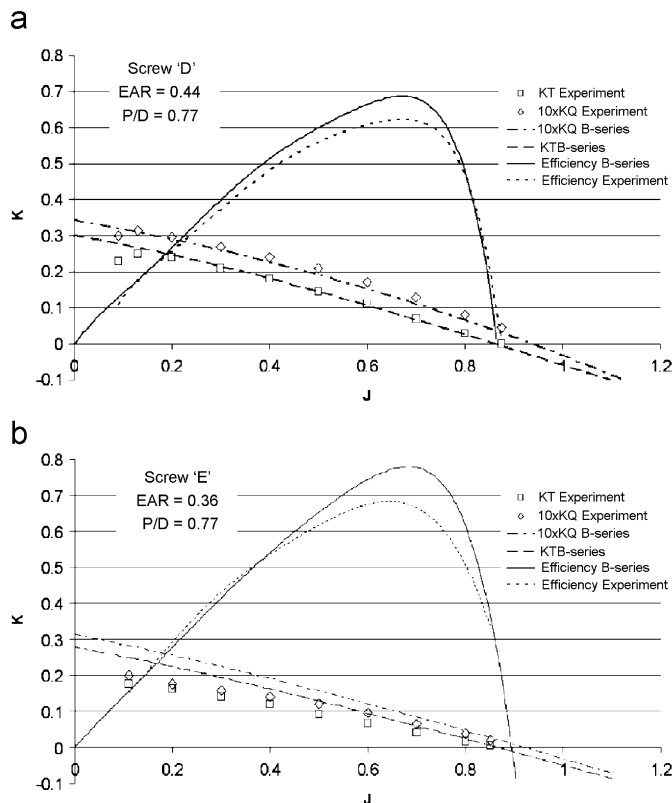 a
Screw 'D'
EAR = 0.44
P/D = 0.77
KT Experiment
10xKQ Experiment
10xKQ B-series
KTB-series
Efficiency B-series
Efficiency Experiment
0.8
0.7
0.6
0.5
0.4
0.3
0.2
0.1
0
-0.1
K
0
0.2
0.4
0.6
0.8
1
1.2
J
b
Screw 'E'
EAR = 0.36
P/D = 0.77
KT Experiment
10xKQ Experiment
10xKQ B-series
KTB-series
Efficiency B-series
Efficiency Experiment
0.8
0.7
0.6
0.5
0.4
0.3
0.2
0.1
0
-0.1
K
0
0.2
0.4
0.6
0.8
1
1.2
J